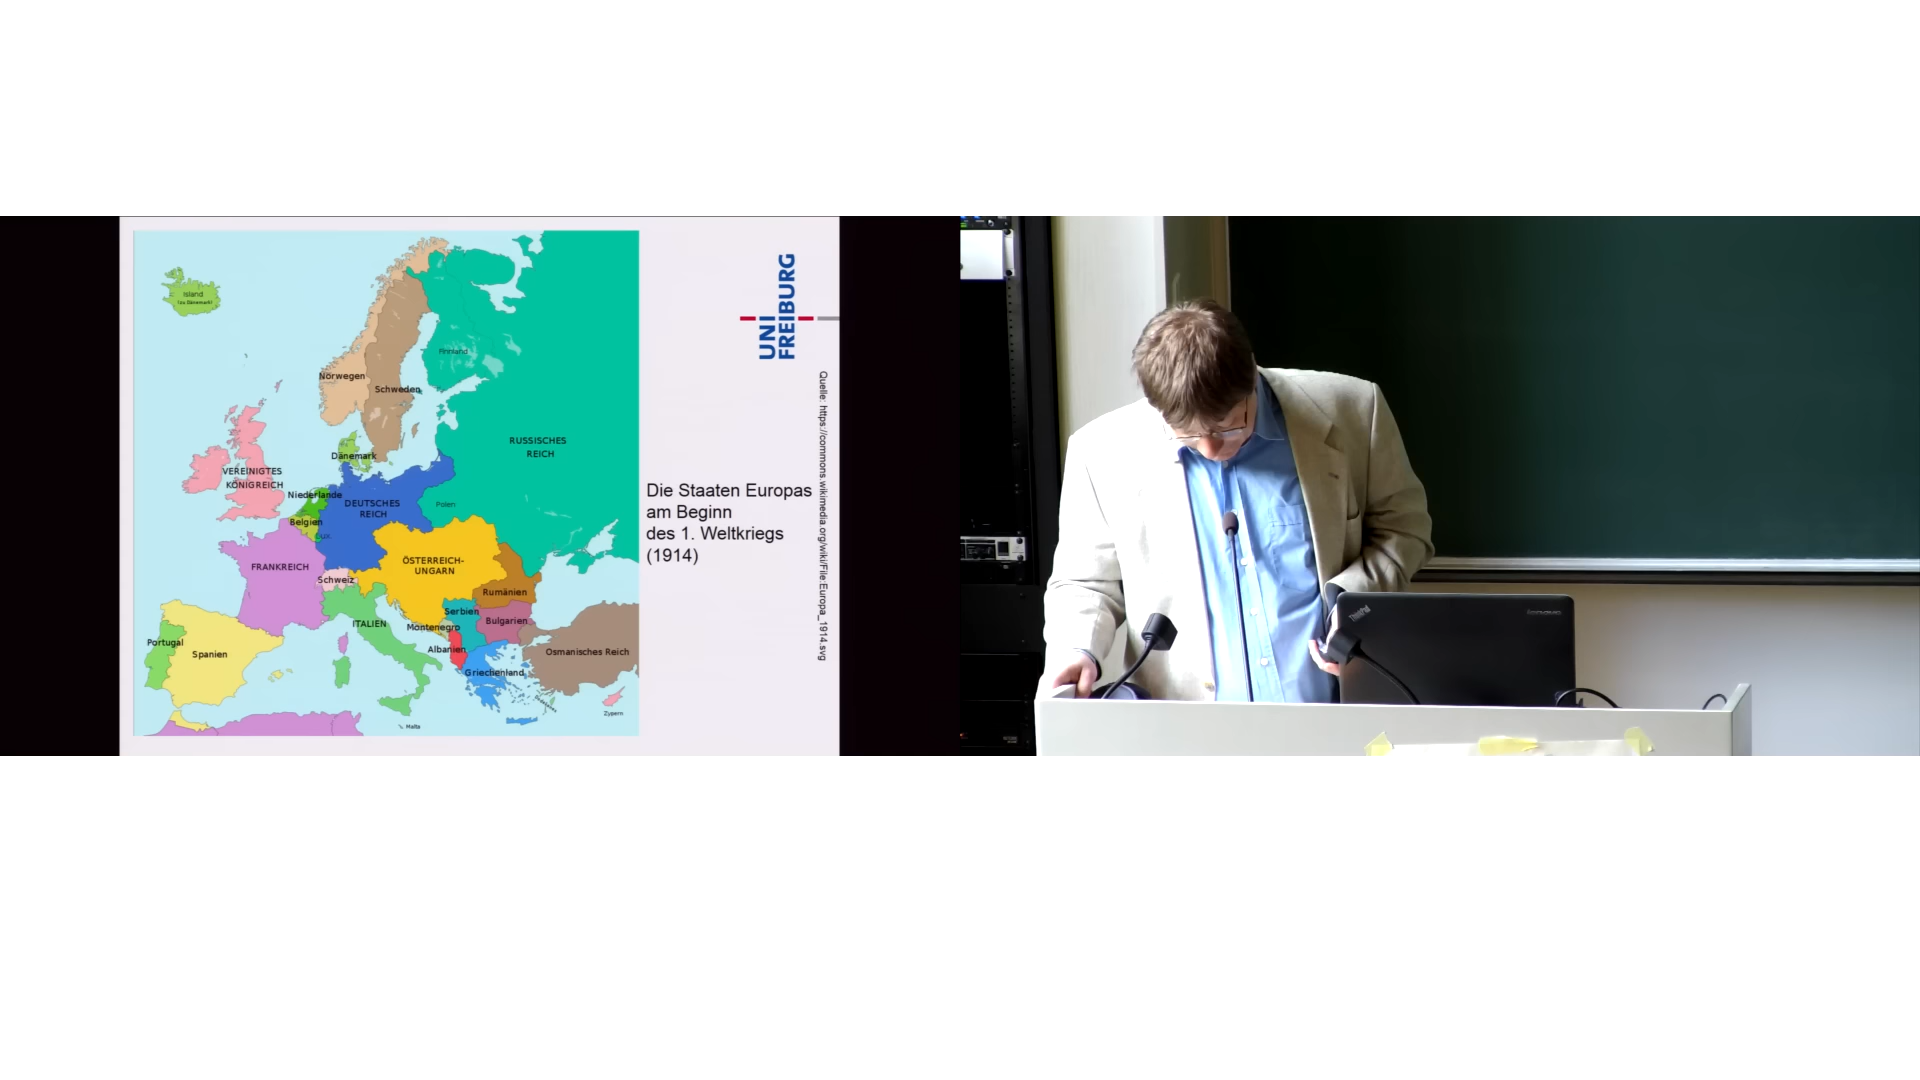 Island
(zu Dänemark)
Finnland
Norwegen
Schweden
RUSSISCHES
REICH
Dänemark
VEREINIGTES
KÖNIGREICH
Niederlande
DEUTSCHES
REICH
Polen
Belgien
LUX.
ÖSTERREICH-
UNGARN
FRANKREICH
Schweiz
Rumänien
Serbien
Bulgarien
ITALIEN
Montenegro
Portugal
Spanien
Albanien
Osmanisches Reich
Griechenland
Zypern
Malta
Die Staaten Europas
am Beginn
des 1. Weltkriegs
(1914)
UNI
FREIBURG
Quelle: https://commons.wikimedia.org/wiki/File:Europa_1914.svg
ThinkPad